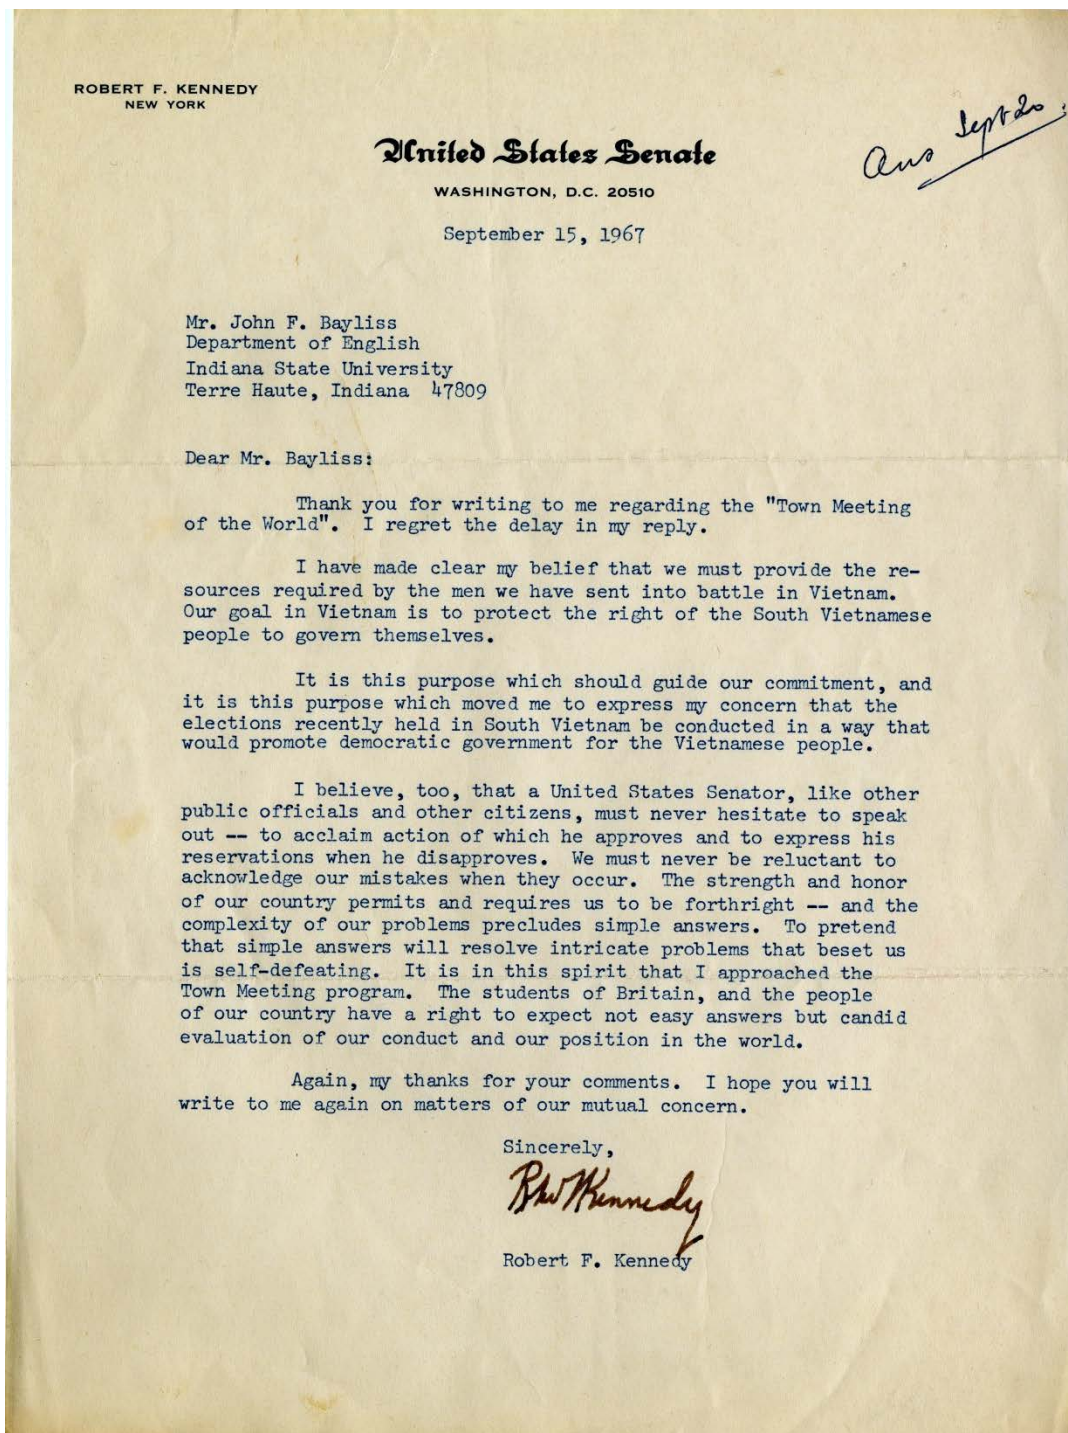 ROBERT F. KENNEDY
NEW YORK
Ans Sept 20
United States Senate
WASHINGTON, D.C. 20510
September 15, 1967
Mr. John F. Bayliss
Department of English
Indiana State University
Terre Haute, Indiana 47809
Dear Mr. Bayliss:
Thank you for writing to me regarding the "Town Meeting
of the World". I regret the delay in my reply.
I have made clear my belief that we must provide the re-
sources required by the men we have sent into battle in Vietnam.
Our goal in Vietnam is to protect the right of the South Vietnamese
people to govern themselves.
It is this purpose which should guide our commitment, and
it is this purpose which moved me to express my concern that the
elections recently held in South Vietnam be conducted in a way that
would promote democratic government for the Vietnamese people.
I believe, too, that a United States Senator, like other
public officials and other citizens, must never hesitate to speak
out -- to acclaim action of which he approves and to express his
reservations when he disapproves. We must never be reluctant to
acknowledge our mistakes when they occur. The strength and honor
of our country permits and requires us to be forthright -- and the
complexity of our problems precludes simple answers. To pretend
that simple answers will resolve intricate problems that beset us
is self-defeating. It is in this spirit that I approached the
Town Meeting program. The students of Britain, and the people
of our country have a right to expect not easy answers but candid
evaluation of our conduct and our position in the world.
Again, my thanks for your comments. I hope you will
write to me again on matters of our mutual concern.
Sincerely,
Kennedy
Robert F. Kennedy